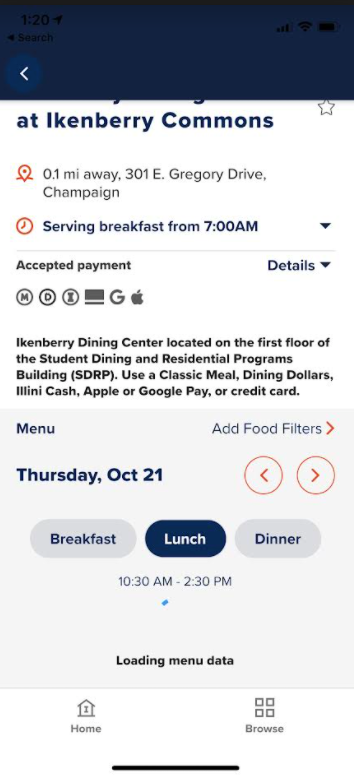 1:20
◂ Search
at Ikenberry Commons
0.1 mi away, 301 E. Gregory Drive,
Champaign
Serving breakfast from 7:00AM
Accepted payment
Details
M D I G
Ikenberry Dining Center located on the first floor of
the Student Dining and Residential Programs
Building (SDRP). Use a Classic Meal, Dining Dollars,
Illini Cash, Apple or Google Pay, or credit card.
Menu
Add Food Filters
Thursday, Oct 21
Breakfast
Lunch
Dinner
10:30 AM - 2:30 PM
Loading menu data
Home
Browse